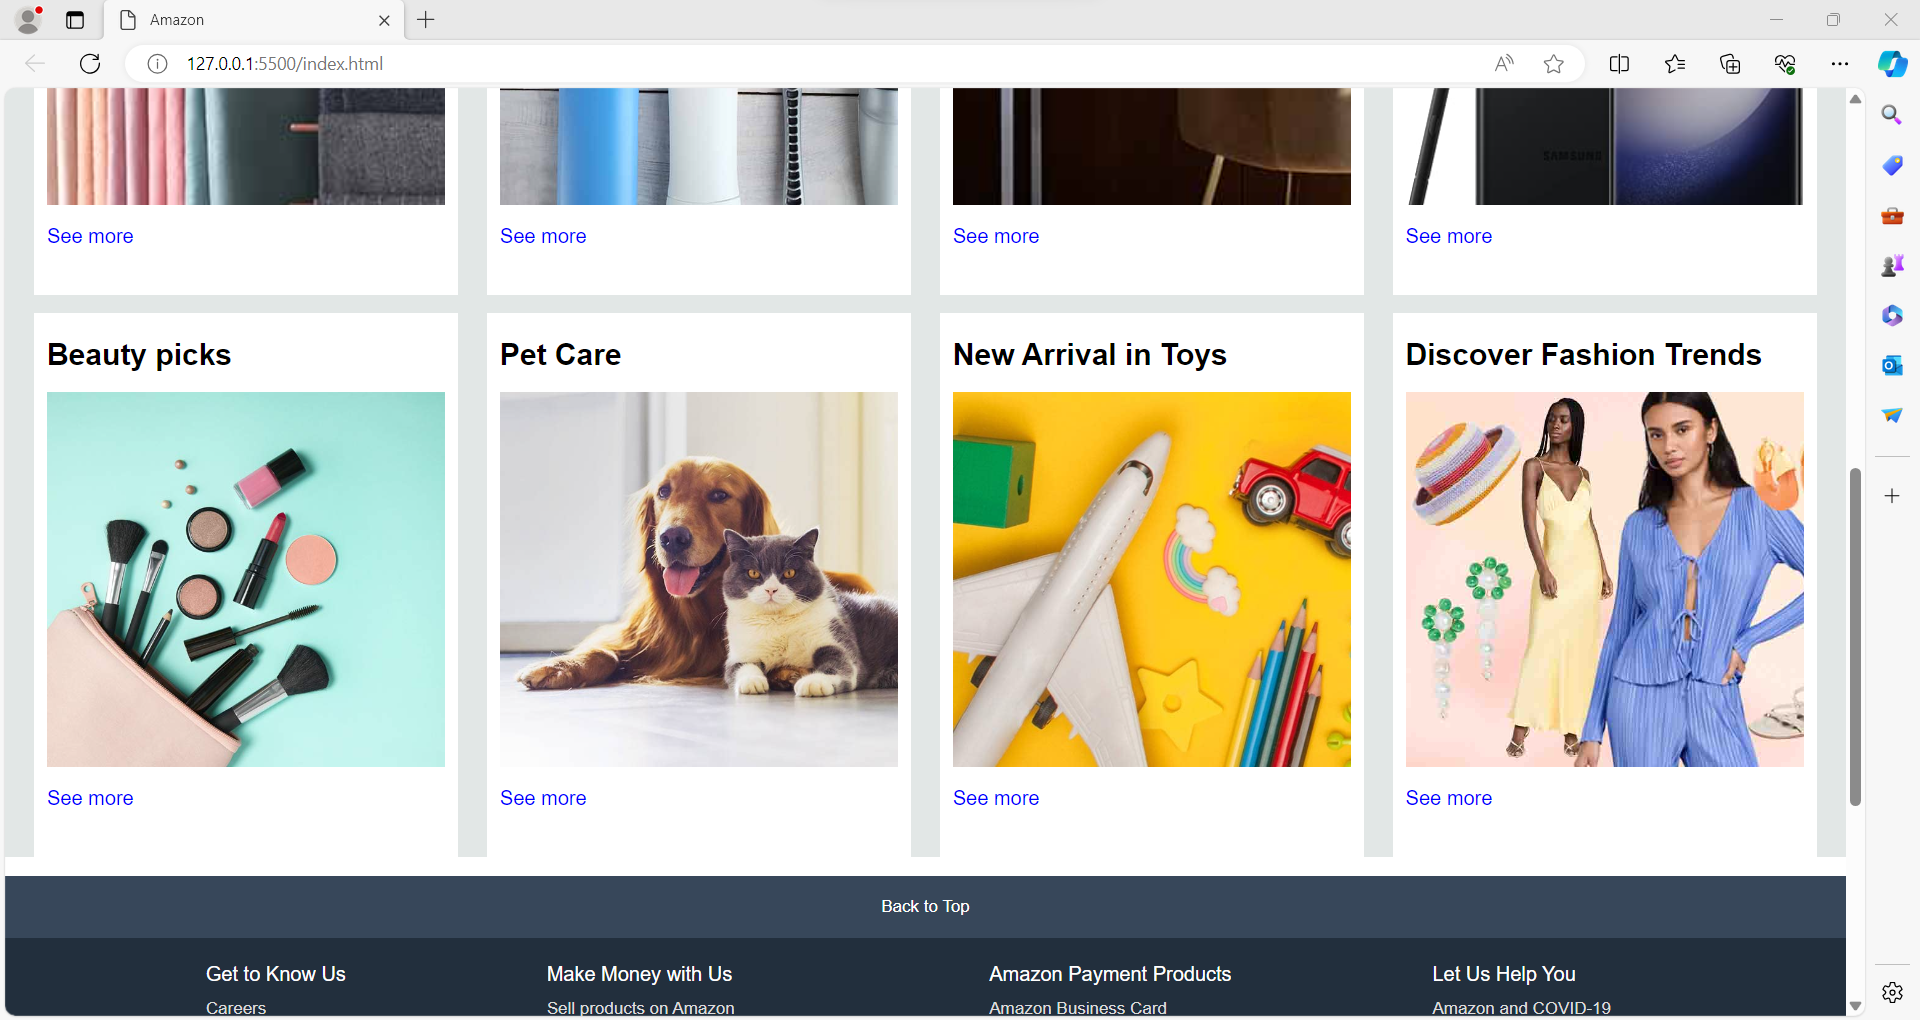 Amazon
127.0.0.1:5500/index.html
SAMSUNG
See more
See more
See more
See more
Beauty picks
Pet Care
New Arrival in Toys
Discover Fashion Trends
See more
See more
See more
See more
Back to Top
Get to Know Us
Make Money with Us
Amazon Payment Products
Let Us Help You
Careers
Sell products on Amazon
Amazon Business Card
Amazon and COVID-19